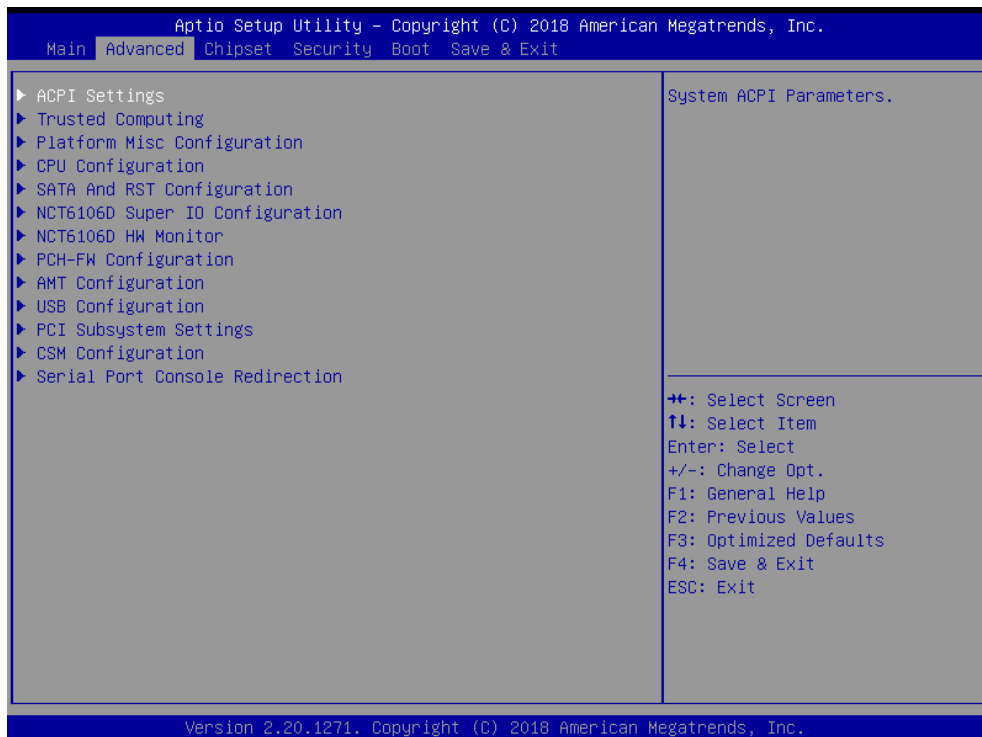 Aptio Setup Utility – Copyright (C) 2018 American Megatrends, Inc.
Main Advanced Chipset Security Boot Save & Exit
▶ ACPI Settings
▶ Trusted Computing
▶ Platform Misc Configuration
▶ CPU Configuration
▶ SATA And RST Configuration
▶ NCT6106D Super IO Configuration
▶ NCT6106D HW Monitor
▶ PCH-FW Configuration
▶ AMT Configuration
▶ USB Configuration
▶ PCI Subsystem Settings
▶ CSM Configuration
▶ Serial Port Console Redirection
System ACPI Parameters.
→←: Select Screen
↑↓: Select Item
Enter: Select
+/-: Change Opt.
F1: General Help
F2: Previous Values
F3: Optimized Defaults
F4: Save & Exit
ESC: Exit
Version 2.20.1271. Copyright (C) 2018 American Megatrends, Inc.